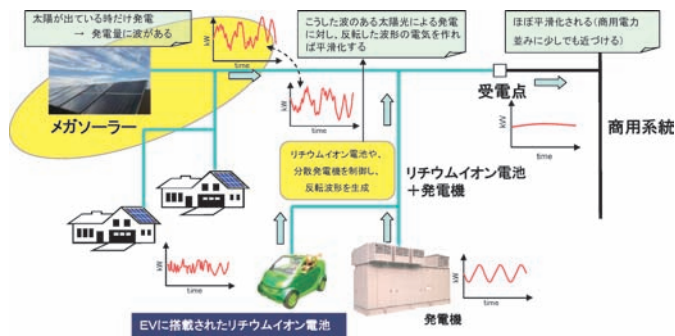 太陽が出ている時だけ発電
→ 発電量に波がある
こうした波のある太陽光による発電
に対し、反転した波形の電気を作れ
ば平滑化する
ほぼ平滑化される(商用電力
並みに少しでも近づける)
kW
time
メガソーラー
kW
time
受電点
kW
time
商用系統
リチウムイオン電池や、
分散発電機を制御し、
反転波形を生成
リチウムイオン電池
+発電機
kW
time
kW
time
EVに搭載されたリチウムイオン電池
発電機